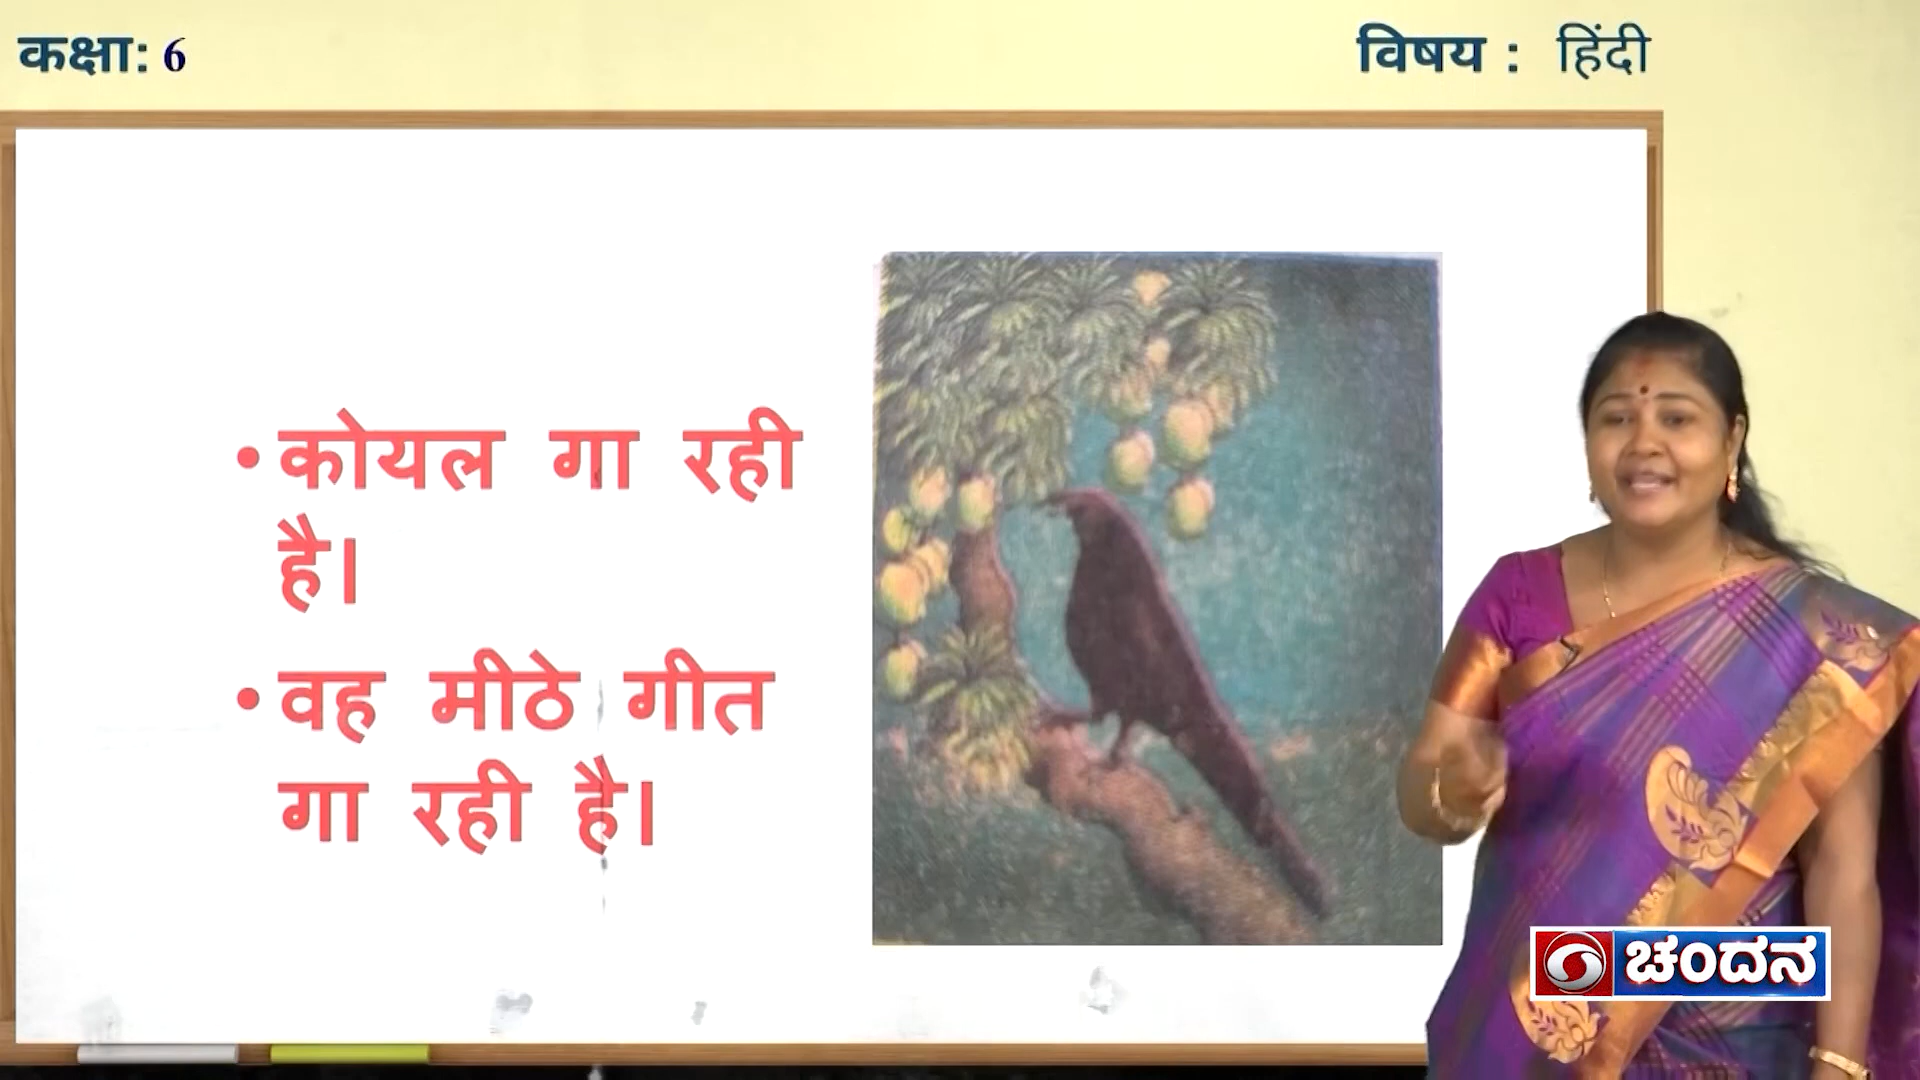 कक्षा: 6
विषय : हिंदी
• कोयल गा रही
है।
• वह मीठे गीत
गा रही है।
ಚಂದನ